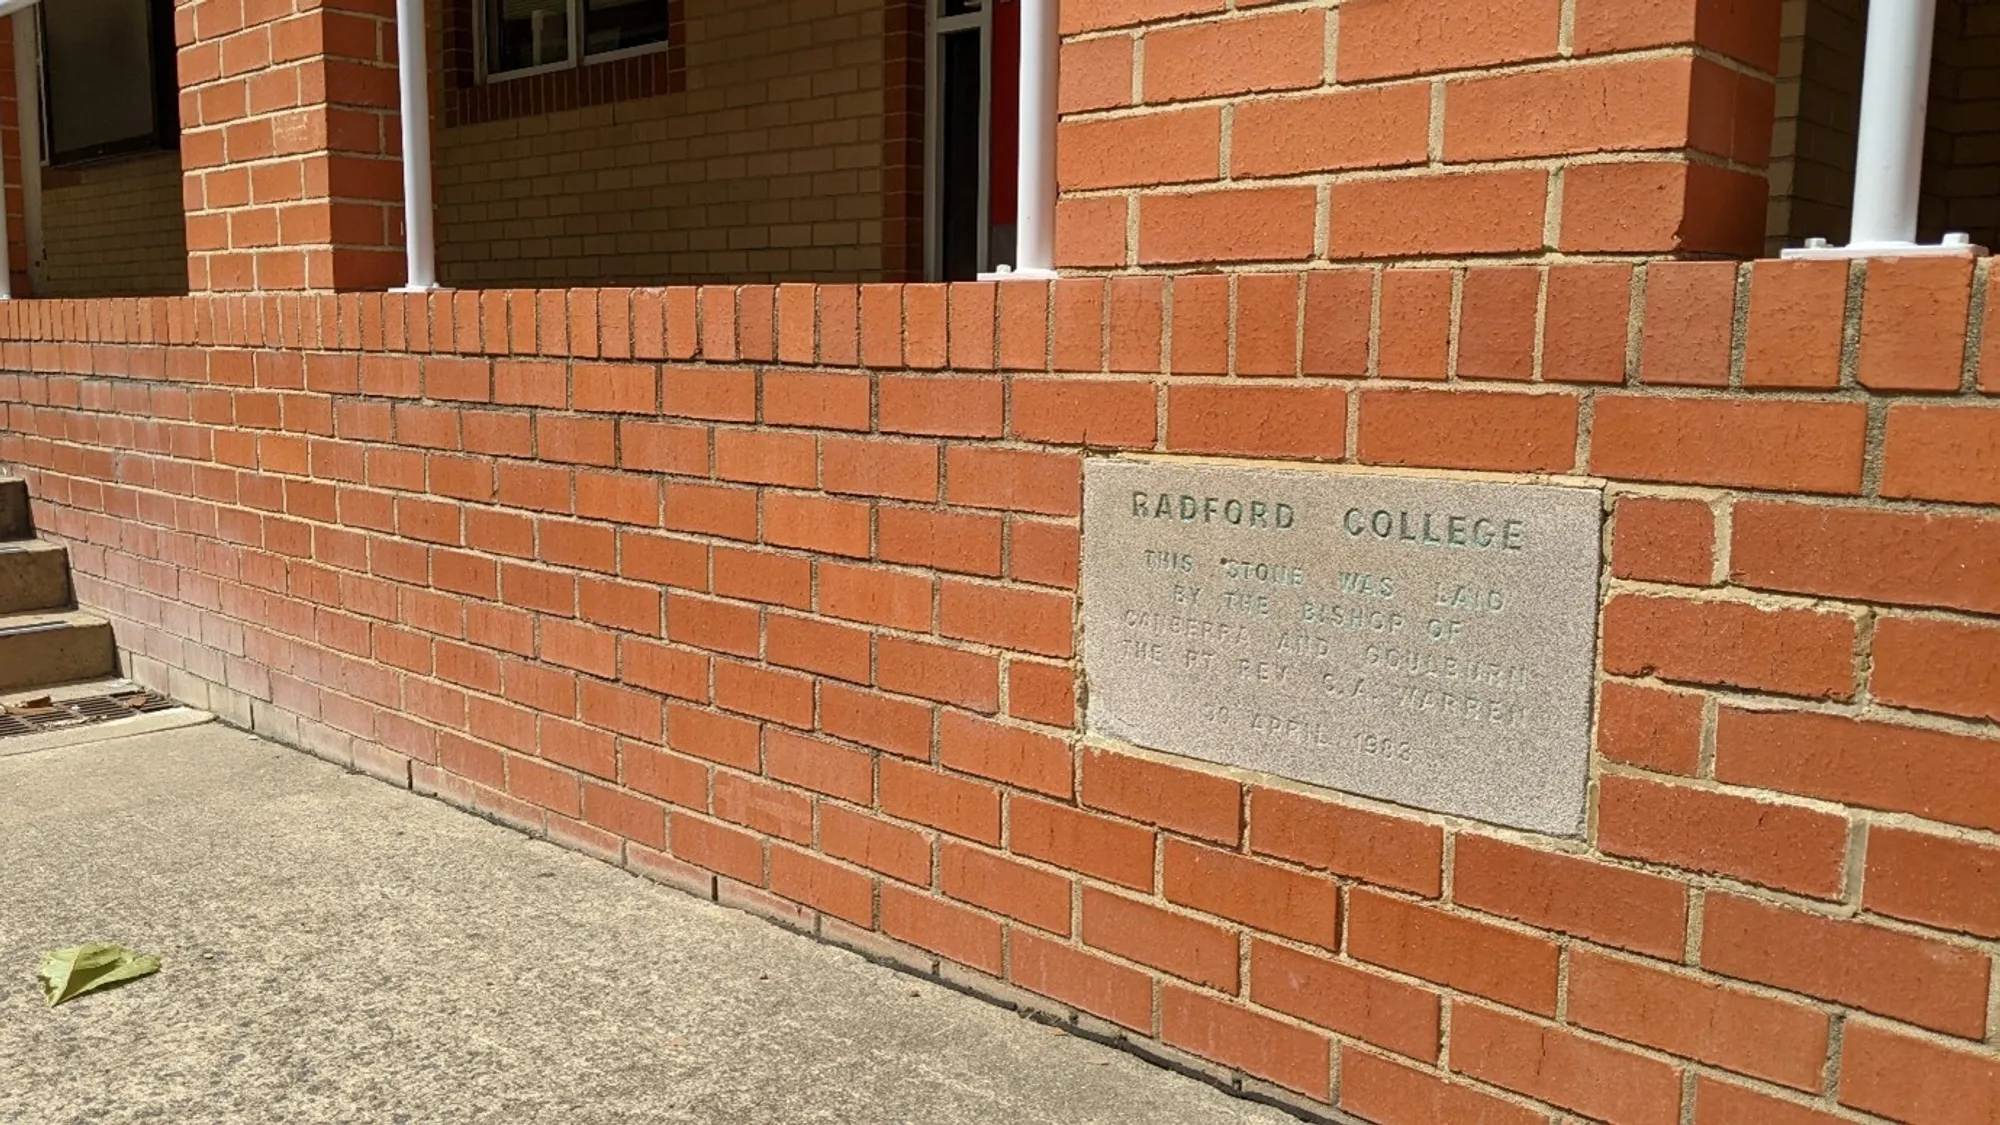 RADFORD COLLEGE
THIS STONE WAS LAID
BY THE BISHOP OF
CANBERRA AND GOULBURN
THE RT REV C.A. WARREN
30 APRIL 1983